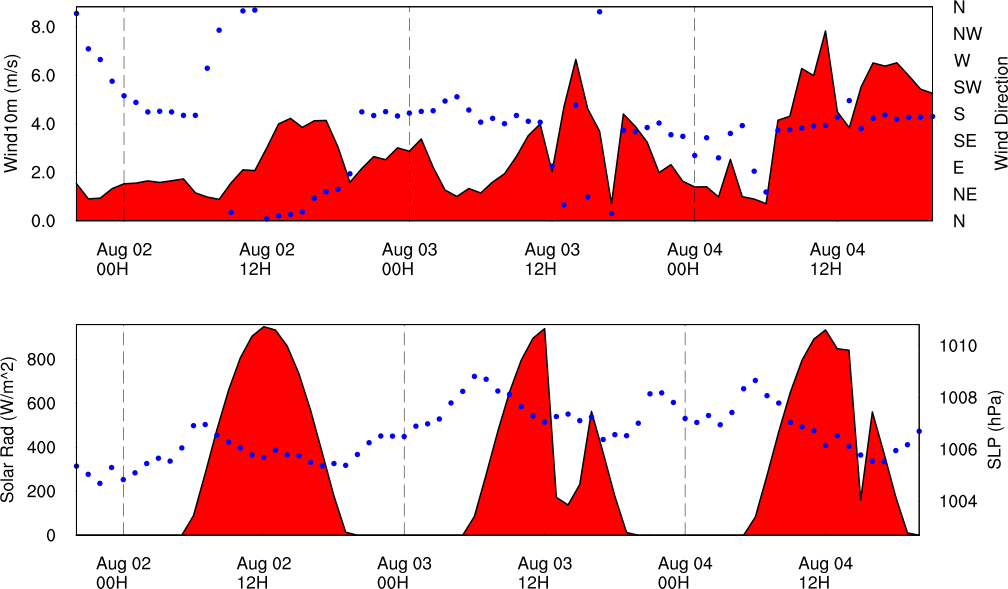 Wind10m (m/s)
8.0
6.0
4.0
2.0
0.0
N
NW
W
SW
S
SE
E
NE
N
Wind Direction
Aug 02 Aug 02 Aug 03 Aug 03 Aug 04 Aug 04
00H 12H 00H 12H 00H 12H
Solar Rad (W/m^2)
800
600
400
200
0
1010
1008
1006
1004
SLP (hPa)
Aug 02 Aug 02 Aug 03 Aug 03 Aug 04 Aug 04
00H 12H 00H 12H 00H 12H